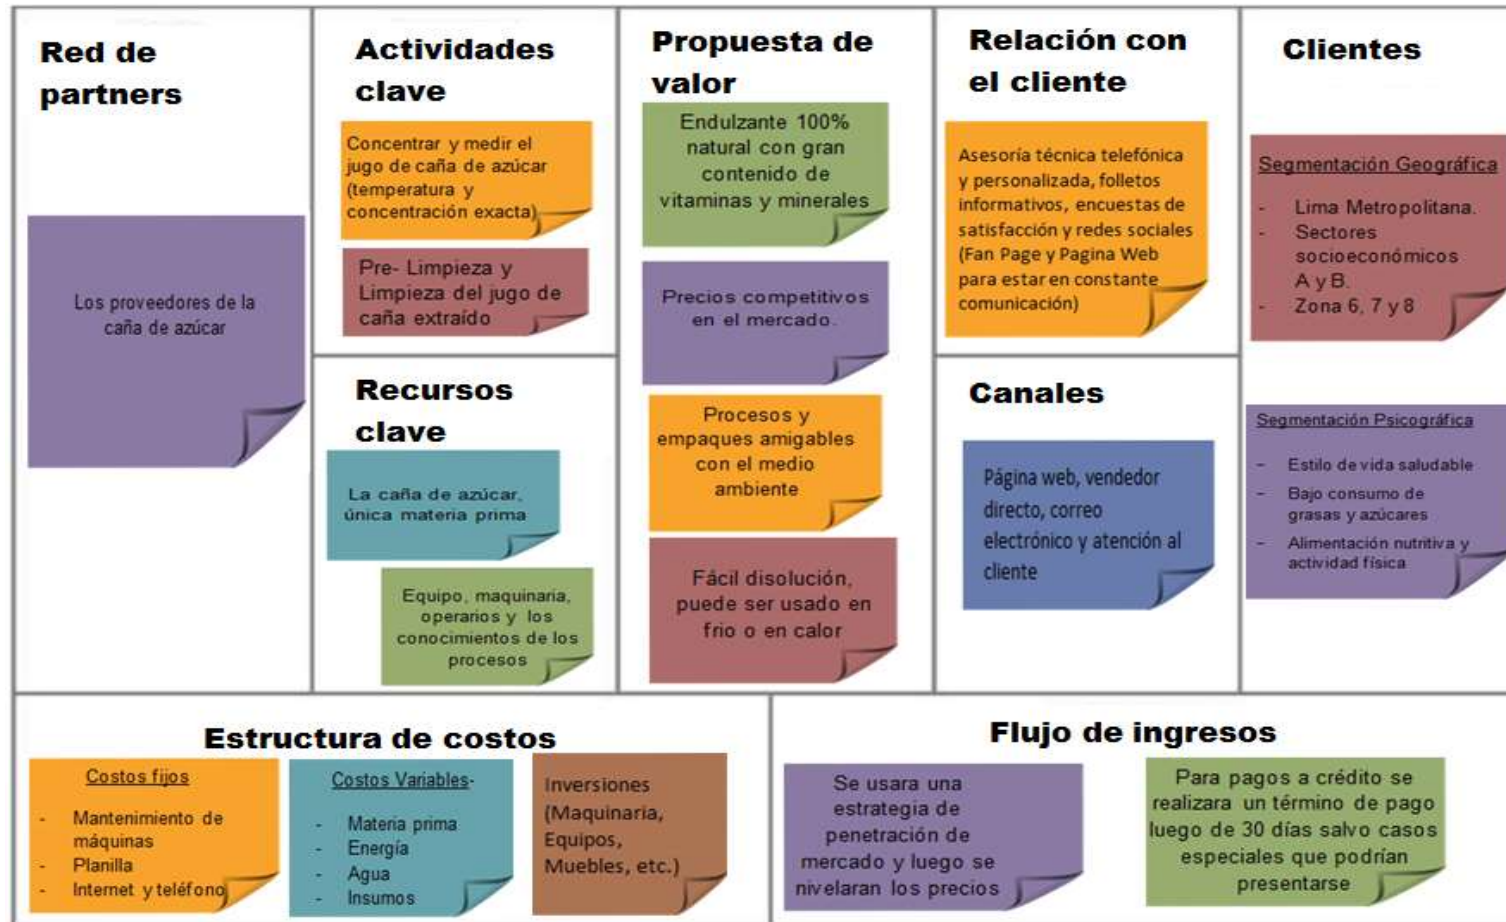 Red de
partners
Los proveedores de la
caña de azúcar
Actividades
clave
Concentrar y medir el
jugo de caña de azúcar
(temperatura y
concentración exacta)
Pre- Limpieza y
Limpieza del jugo de
caña extraído
Recursos
clave
La caña de azúcar,
única materia prima
Equipo, maquinaria,
operarios y los
conocimientos de los
procesos
Propuesta de
valor
Endulzante 100%
natural con gran
contenido de
vitaminas y minerales
Precios competitivos
en el mercado.
Procesos y
empaques amigables
con el medio
ambiente
Fácil disolución,
puede ser usado en
frio o en calor
Relación con
el cliente
Asesoría técnica telefónica
y personalizada, folletos
informativos, encuestas de
satisfacción y redes sociales
(Fan Page y Pagina Web
para estar en constante
comunicación)
Canales
Página web, vendedor
directo, correo
electrónico y atención al
cliente
Clientes
Segmentación Geográfica
- Lima Metropolitana.
- Sectores
socioeconómicos
A y B.
- Zona 6, 7 y 8
Segmentación Psicográfica
- Estilo de vida saludable
- Bajo consumo de
grasas y azúcares
- Alimentación nutritiva y
actividad física
Estructura de costos
Costos fijos
- Mantenimiento de
máquinas
- Planilla
- Internet y teléfono
Costos Variables-
- Materia prima
- Energía
- Agua
- Insumos
Inversiones
(Maquinaria,
Equipos,
Muebles, etc.)
Flujo de ingresos
Se usara una
estrategia de
penetración de
mercado y luego se
nivelaran los precios
Para pagos a crédito se
realizara un término de pago
luego de 30 días salvo casos
especiales que podrían
presentarse